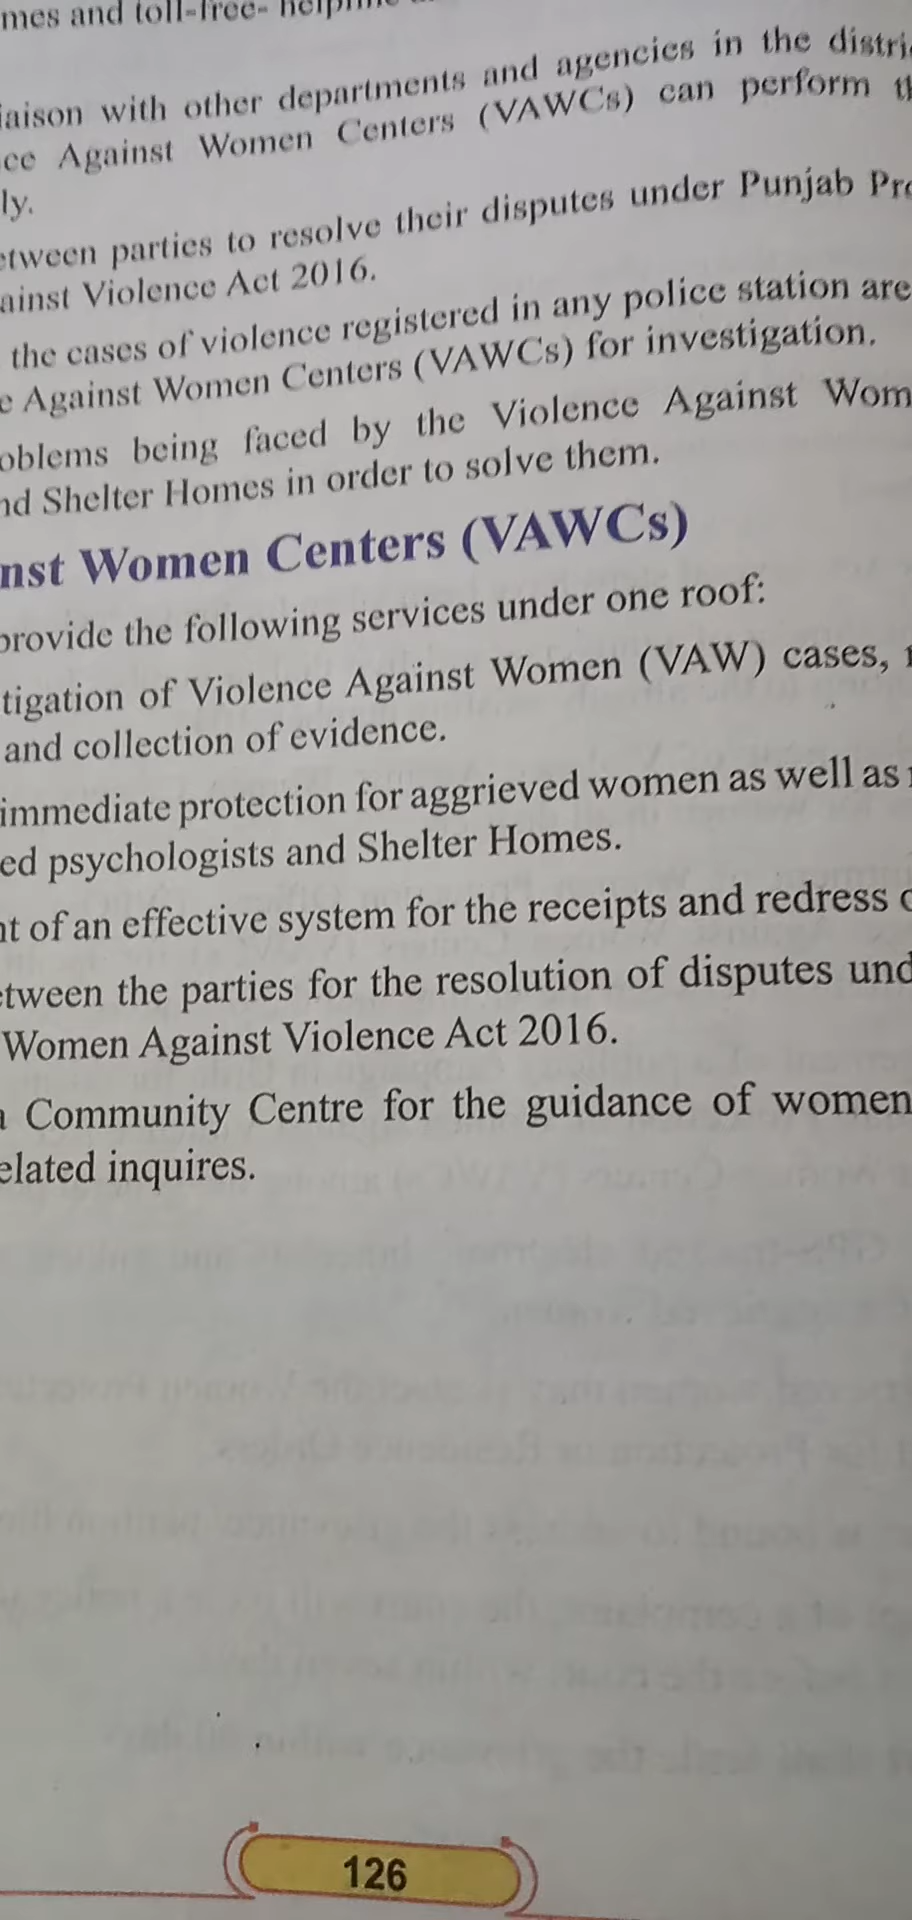 mes and toll-free-
iaison with other departments and agencies in the distri
ce Against Women Centers (VAWCs) can perform th
ly.
etween parties to resolve their disputes under Punjab Pro
ainst Violence Act 2016.
the cases of violence registered in any police station are
e Against Women Centers (VAWCs) for investigation.
oblems being faced by the Violence Against Wom
nd Shelter Homes in order to solve them.
nst Women Centers (VAWCs)
provide the following services under one roof:
tigation of Violence Against Women (VAW) cases,
and collection of evidence.
immediate protection for aggrieved women as well as
ed psychologists and Shelter Homes.
nt of an effective system for the receipts and redress
etween the parties for the resolution of disputes und
Women Against Violence Act 2016.
Community Centre for the guidance of women
elated inquires.
126